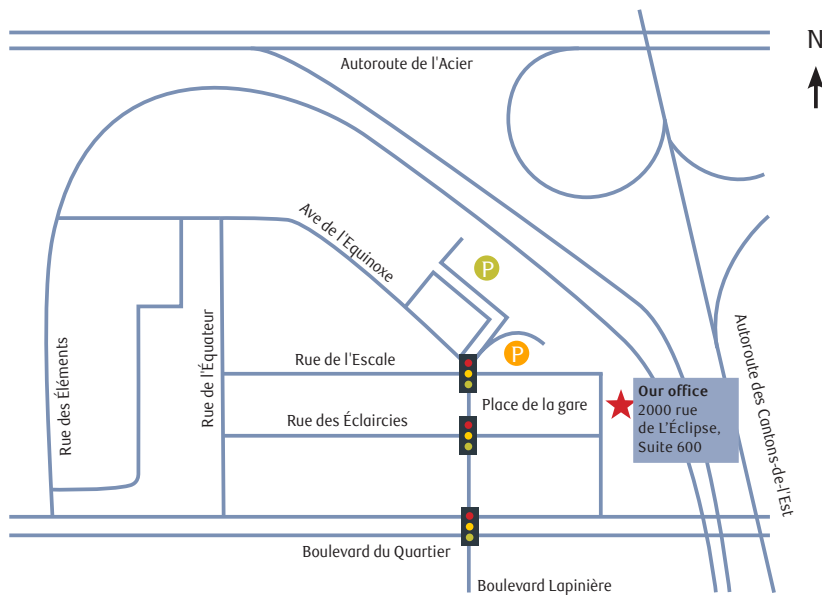 N
Autoroute de l'Acier
Ave de l'Equinoxe
P
P
Rue de l'Escale
Rue des Éléments
Rue de l'Équateur
Place de la gare
Rue des Éclaircies
Our office
2000 rue
de L'Éclipse,
Suite 600
Autoroute des Cantons-de-l'Est
Boulevard du Quartier
Boulevard Lapinière